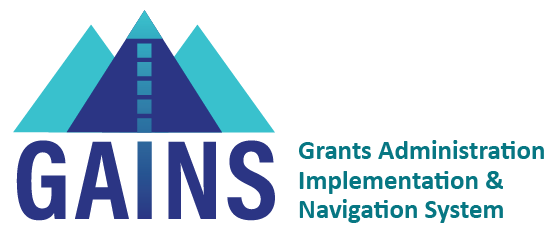 GAINS
Grants Administration
Implementation &
Navigation System